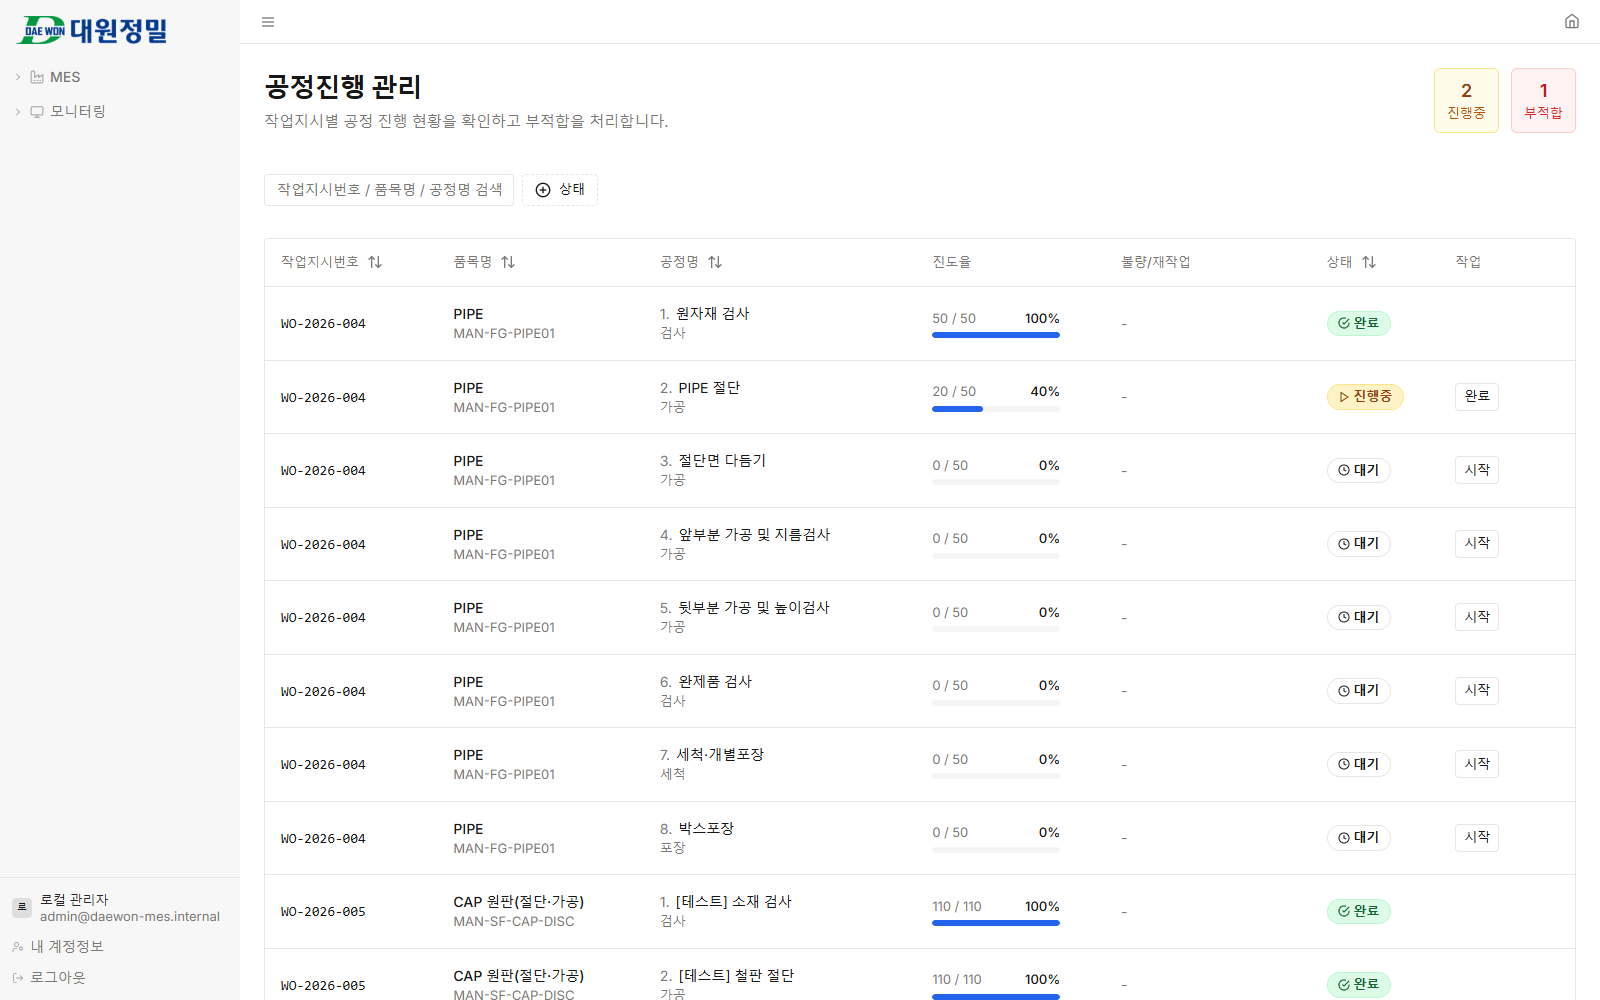 DAE WON 대원정밀
MES
모니터링
공정진행 관리
작업지시별 공정 진행 현황을 확인하고 부적합을 처리합니다.
2
진행중
1
부적합
작업지시번호 / 품목명 / 공정명 검색
상태
작업지시번호 품목명 공정명 진도율 불량/재작업 상태 작업
WO-2026-004 PIPE 1. 원자재 검사 50 / 50 100% - 완료
MAN-FG-PIPE01 검사
WO-2026-004 PIPE 2. PIPE 절단 20 / 50 40% - 진행중 완료
MAN-FG-PIPE01 가공
WO-2026-004 PIPE 3. 절단면 다듬기 0 / 50 0% - 대기 시작
MAN-FG-PIPE01 가공
WO-2026-004 PIPE 4. 앞부분 가공 및 지름검사 0 / 50 0% - 대기 시작
MAN-FG-PIPE01 가공
WO-2026-004 PIPE 5. 뒷부분 가공 및 높이검사 0 / 50 0% - 대기 시작
MAN-FG-PIPE01 가공
WO-2026-004 PIPE 6. 완제품 검사 0 / 50 0% - 대기 시작
MAN-FG-PIPE01 검사
WO-2026-004 PIPE 7. 세척·개별포장 0 / 50 0% - 대기 시작
MAN-FG-PIPE01 세척
WO-2026-004 PIPE 8. 박스포장 0 / 50 0% - 대기 시작
MAN-FG-PIPE01 포장
WO-2026-005 CAP 원판(절단·가공) 1. [테스트] 소재 검사 110 / 110 100% - 완료
MAN-SF-CAP-DISC 검사
WO-2026-005 CAP 원판(절단·가공) 2. [테스트] 철판 절단 110 / 110 100% - 완료
MAN-SF-CAP-DISC 가공
로 로컬 관리자
admin@daewon-mes.internal
내 계정정보
로그아웃